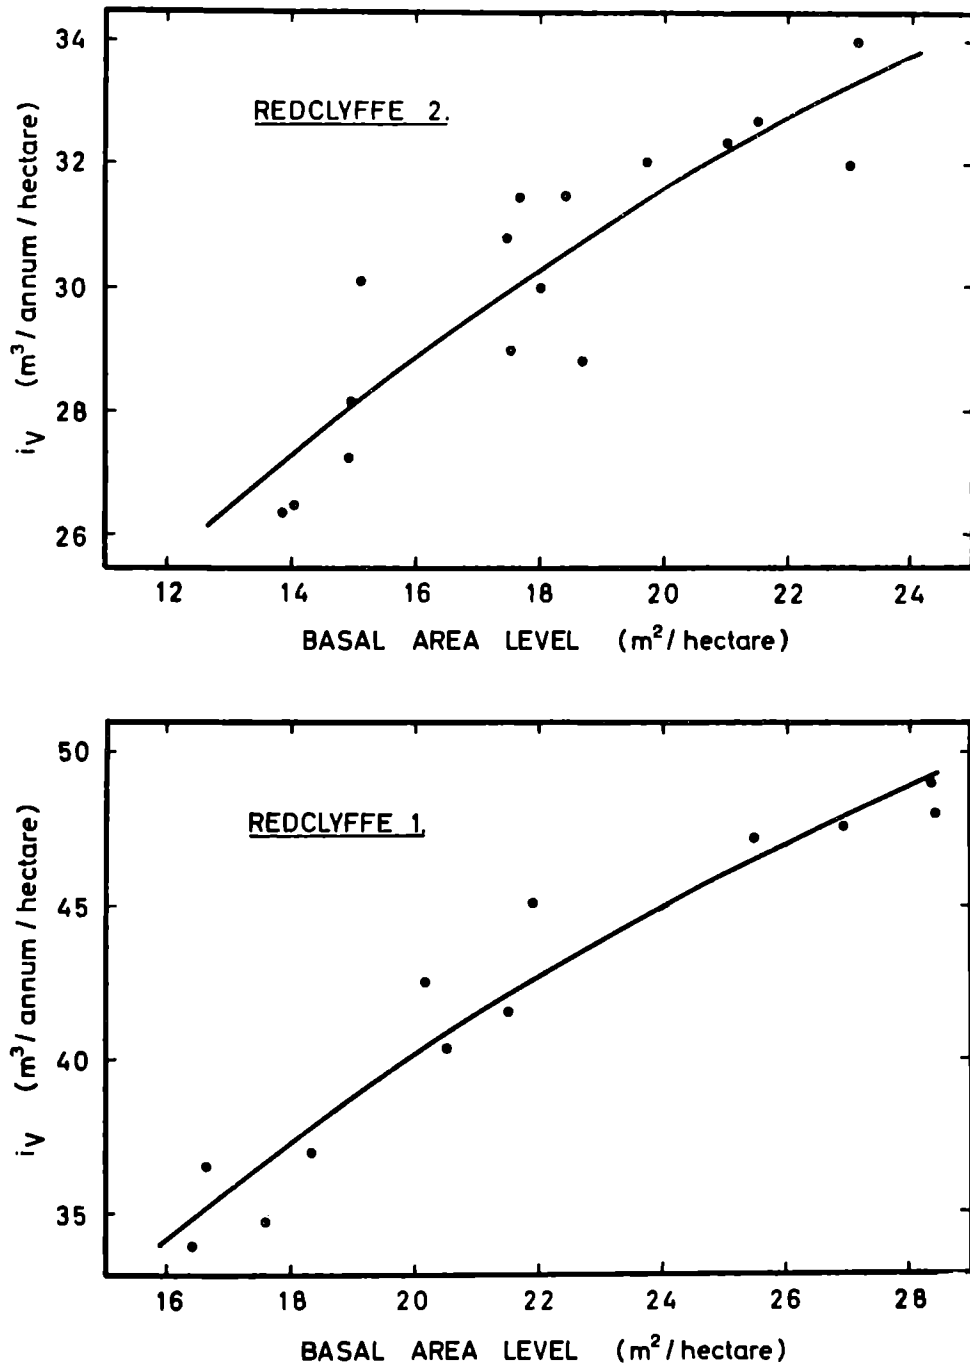 34
32
30
28
26
i_V (m³/annum/hectare)
REDCLYFFE 2.
12 14 16 18 20 22 24
BASAL AREA LEVEL (m²/hectare)
50
45
40
35
i_V (m³/annum/hectare)
REDCLYFFE 1.
16 18 20 22 24 26 28
BASAL AREA LEVEL (m²/hectare)